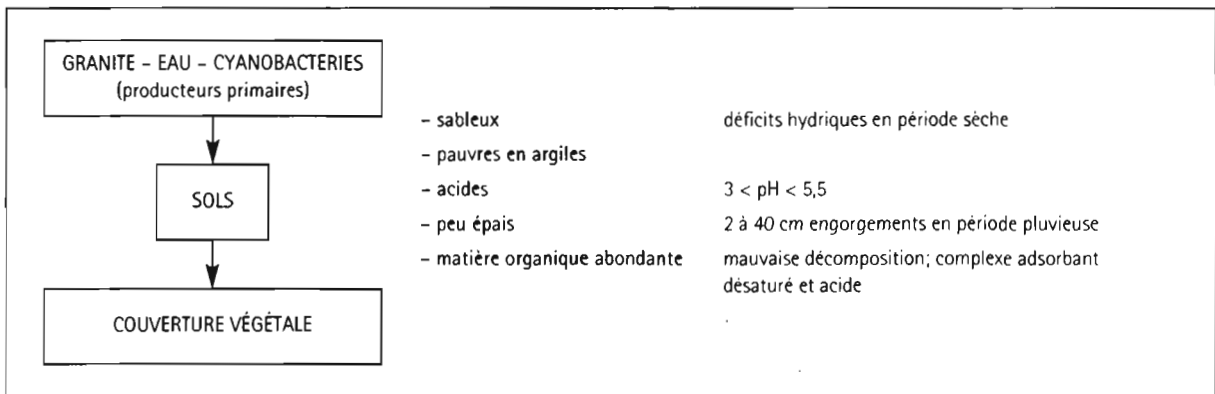 GRANITE – EAU – CYANOBACTERIES
(producteurs primaires)
– sableux déficits hydriques en période sèche
– pauvres en argiles
SOLS
– acides 3 < pH < 5,5
– peu épais 2 à 40 cm engorgements en période pluvieuse
– matière organique abondante mauvaise décomposition; complexe adsorbant
désaturé et acide
COUVERTURE VÉGÉTALE